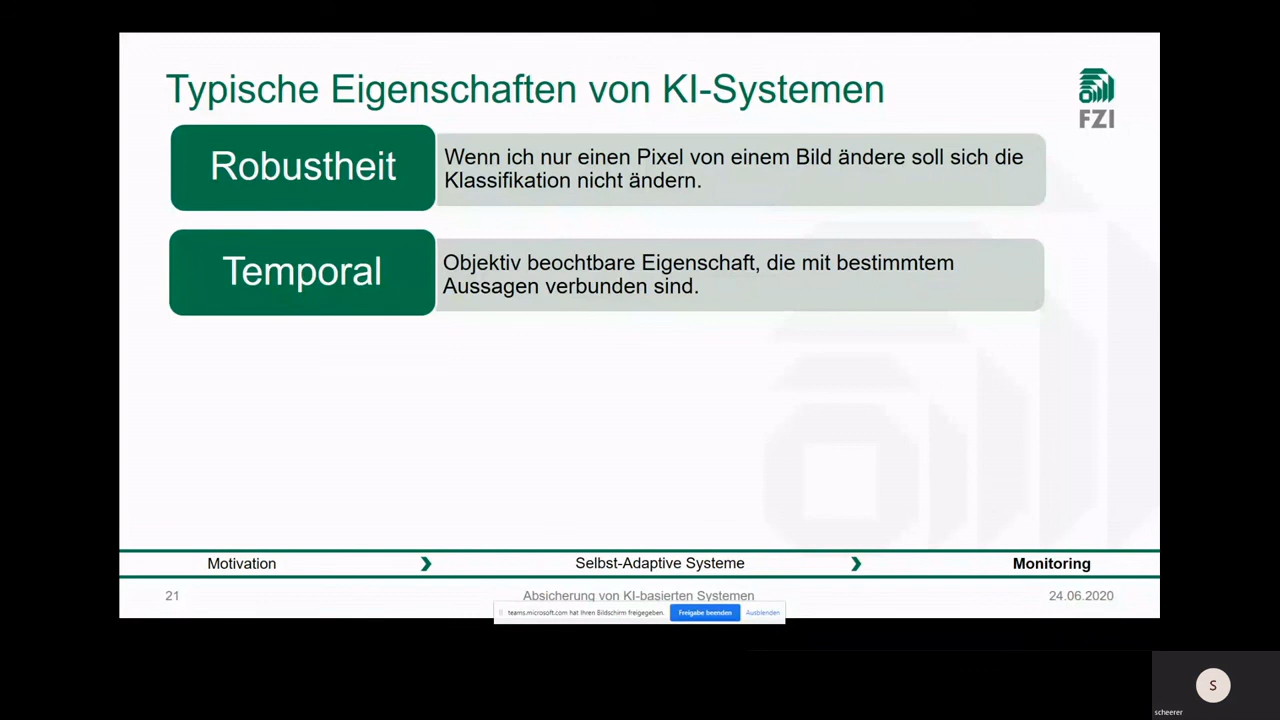 Typische Eigenschaften von KI-Systemen
FZI
Robustheit
Wenn ich nur einen Pixel von einem Bild ändere soll sich die
Klassifikation nicht ändern.
Temporal
Objektiv beochtbare Eigenschaft, die mit bestimmtem
Aussagen verbunden sind.
Motivation
Selbst-Adaptive Systeme
Monitoring
21
Absicherung von KI-basierten Systemen
24.06.2020
teams.microsoft.com hat Ihren Bildschirm freigegeben.
Freigabe beenden
Ausblenden
S
scheerer